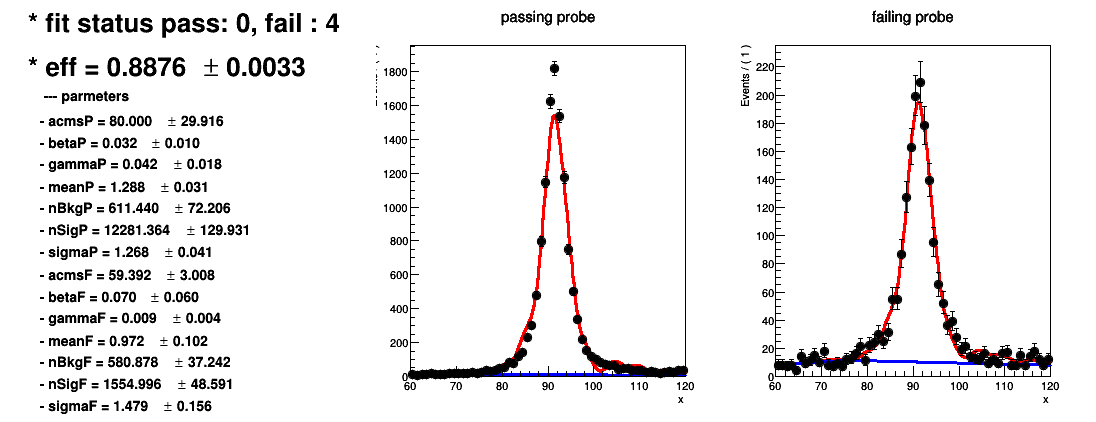 * fit status pass: 0, fail : 4
* eff = 0.8876 ± 0.0033
--- parmeters
- acmsP = 80.000 ± 29.916
- betaP = 0.032 ± 0.010
- gammaP = 0.042 ± 0.018
- meanP = 1.288 ± 0.031
- nBkgP = 611.440 ± 72.206
- nSigP = 12281.364 ± 129.931
- sigmaP = 1.268 ± 0.041
- acmsF = 59.392 ± 3.008
- betaF = 0.070 ± 0.060
- gammaF = 0.009 ± 0.004
- meanF = 0.972 ± 0.102
- nBkgF = 580.878 ± 37.242
- nSigF = 1554.996 ± 48.591
- sigmaF = 1.479 ± 0.156
passing probe
1800
1600
1400
1200
1000
800
600
400
200
0
60 70 80 90 100 110 120
x
failing probe
Events / ( 1 )
220
200
180
160
140
120
100
80
60
40
20
0
60 70 80 90 100 110 120
x